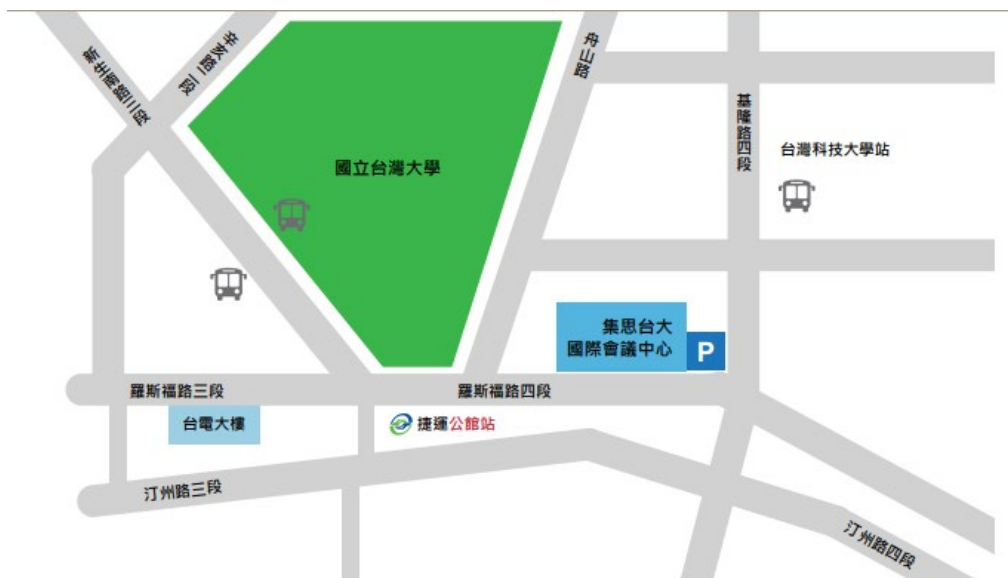 新生南路三段
辛亥路一段
舟山路
基隆路四段
台灣科技大學站
國立台灣大學
集思台大
國際會議中心
P
羅斯福路三段
羅斯福路四段
台電大樓
捷運公館站
汀州路三段
汀州路四段